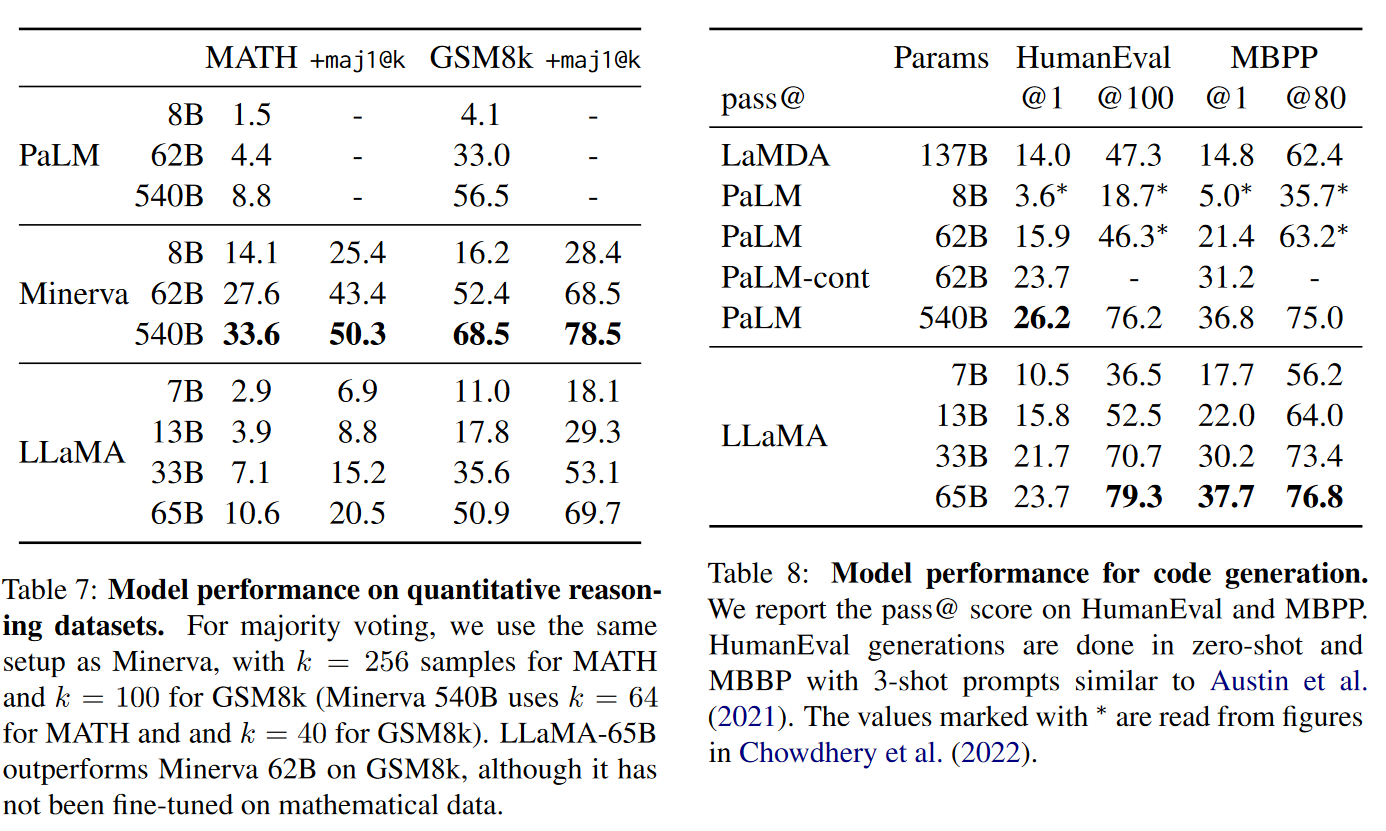 MATH +maj1@k GSM8k +maj1@k
8B 1.5 - 4.1 -
PaLM 62B 4.4 - 33.0 -
540B 8.8 - 56.5 -
8B 14.1 25.4 16.2 28.4
Minerva 62B 27.6 43.4 52.4 68.5
540B 33.6 50.3 68.5 78.5
7B 2.9 6.9 11.0 18.1
13B 3.9 8.8 17.8 29.3
LLaMA
33B 7.1 15.2 35.6 53.1
65B 10.6 20.5 50.9 69.7
Table 7: Model performance on quantitative reason-
ing datasets. For majority voting, we use the same
setup as Minerva, with k = 256 samples for MATH
and k = 100 for GSM8k (Minerva 540B uses k = 64
for MATH and and k = 40 for GSM8k). LLaMA-65B
outperforms Minerva 62B on GSM8k, although it has
not been fine-tuned on mathematical data.
Params HumanEval MBPP
pass@ @1 @100 @1 @80
LaMDA 137B 14.0 47.3 14.8 62.4
PaLM 8B 3.6* 18.7* 5.0* 35.7*
PaLM 62B 15.9 46.3* 21.4 63.2*
PaLM-cont 62B 23.7 - 31.2 -
PaLM 540B 26.2 76.2 36.8 75.0
7B 10.5 36.5 17.7 56.2
13B 15.8 52.5 22.0 64.0
LLaMA
33B 21.7 70.7 30.2 73.4
65B 23.7 79.3 37.7 76.8
Table 8: Model performance for code generation.
We report the pass@ score on HumanEval and MBPP.
HumanEval generations are done in zero-shot and
MBBP with 3-shot prompts similar to Austin et al.
(2021). The values marked with * are read from figures
in Chowdhery et al. (2022).